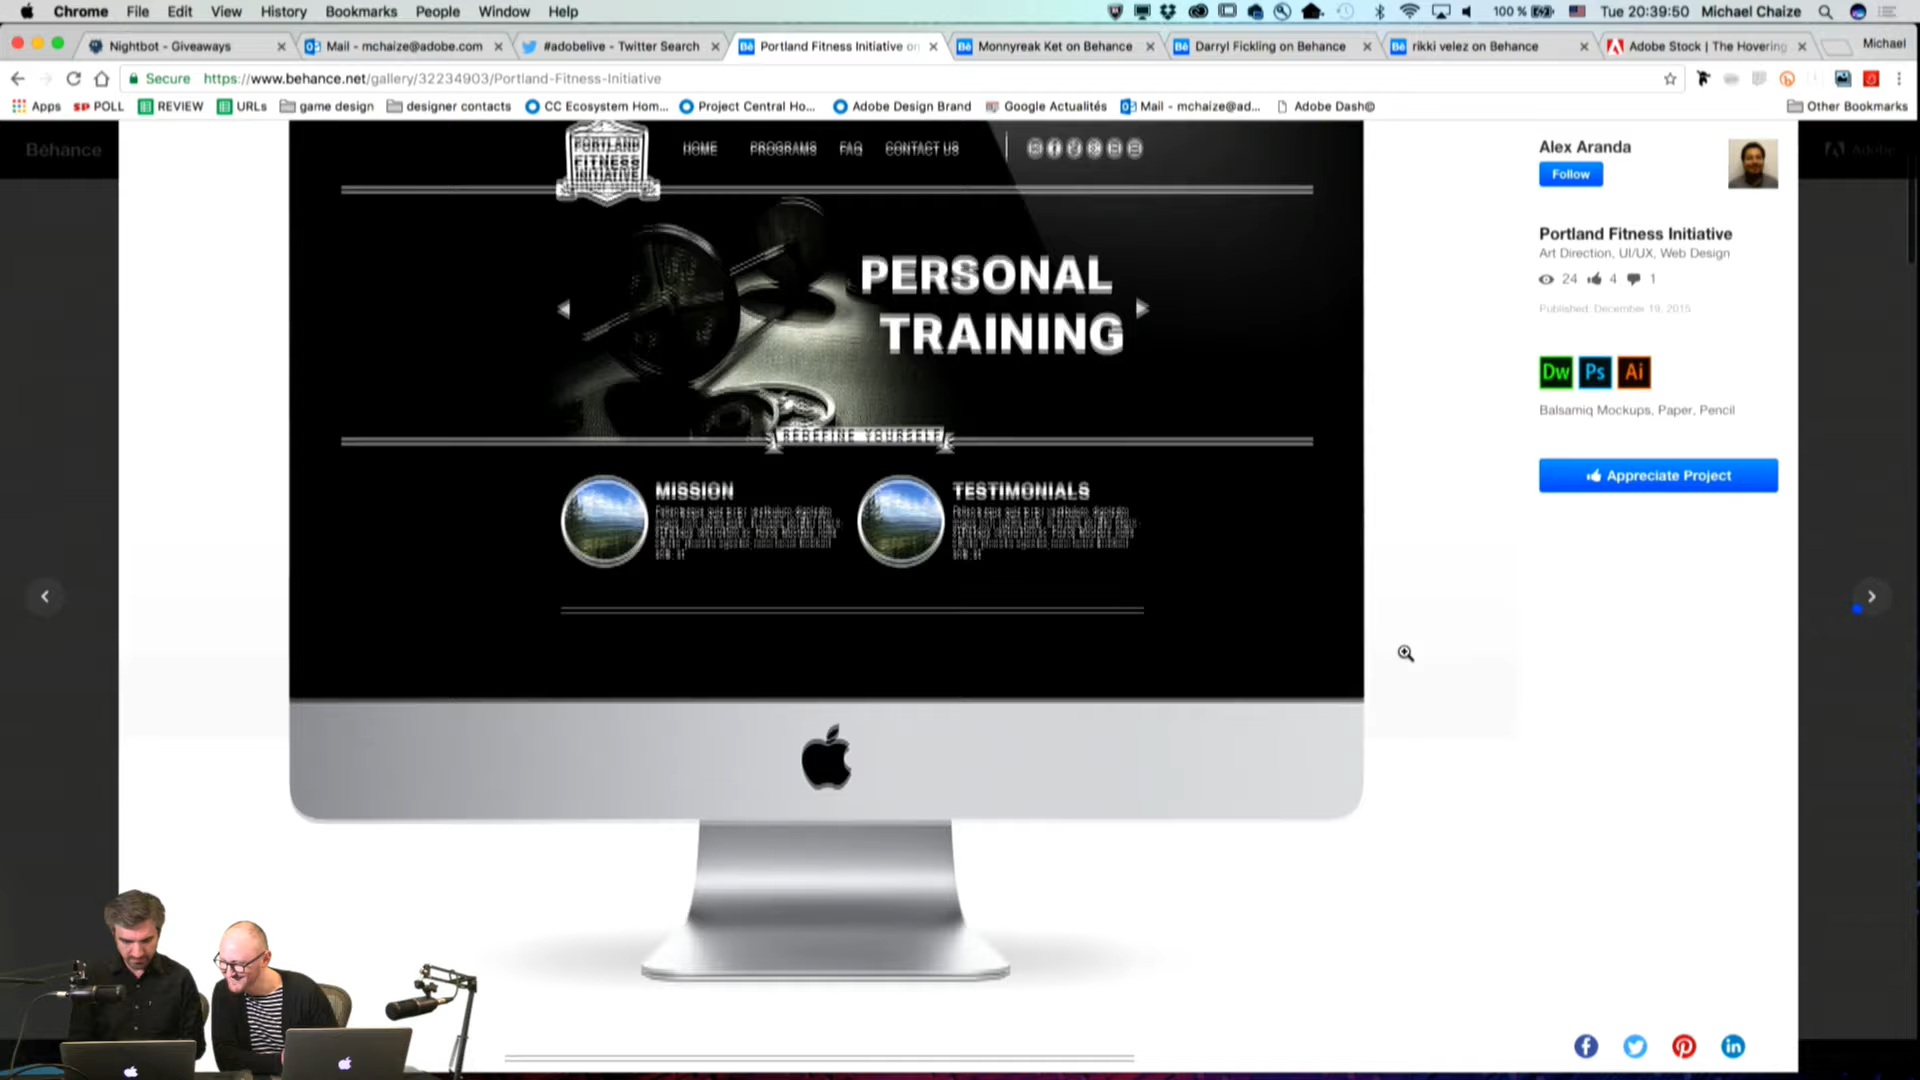 Chrome File Edit View History Bookmarks People Window Help
100 % Tue 20:39:50 Michael Chaize
Nightbot - Giveaways
Mail - mchaize@adobe.com
#adobelive - Twitter Search
Portland Fitness Initiative on
Monnyreak Ket on Behance
Darryl Fickling on Behance
rikki velez on Behance
Adobe Stock | The Hovering
Michael
Secure https://www.behance.net/gallery/32234903/Portland-Fitness-Initiative
Apps SP POLL REVIEW URLs game design designer contacts CC Ecosystem Hom... Project Central Ho... Adobe Design Brand Google Actualités Mail - mchaize@ad... Adobe Dash© Other Bookmarks
Behance
Adobe
PORTLAND
FITNESS
INITIATIVE
HOME PROGRAMS FAQ CONTACT US
PERSONAL
TRAINING
REDEFINE YOURSELF
MISSION
TESTIMONIALS
Alex Aranda
Follow
Portland Fitness Initiative
Art Direction, UI/UX, Web Design
24 4 1
Published: December 19, 2015
Dw Ps Ai
Balsamiq Mockups, Paper, Pencil
Appreciate Project